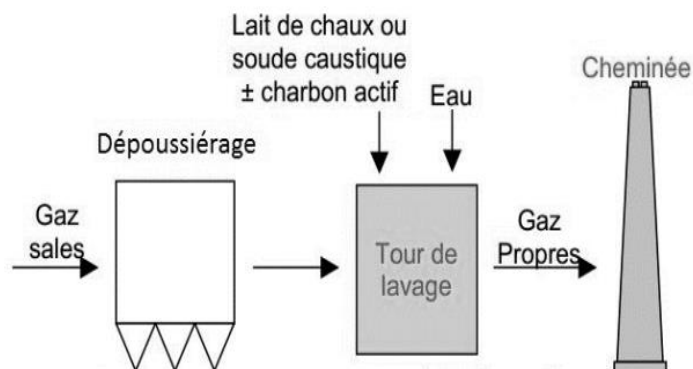 Lait de chaux ou
soude caustique
± charbon actif
Eau
Cheminée
Dépoussiérage
Gaz
sales
Tour de
lavage
Gaz
Propres